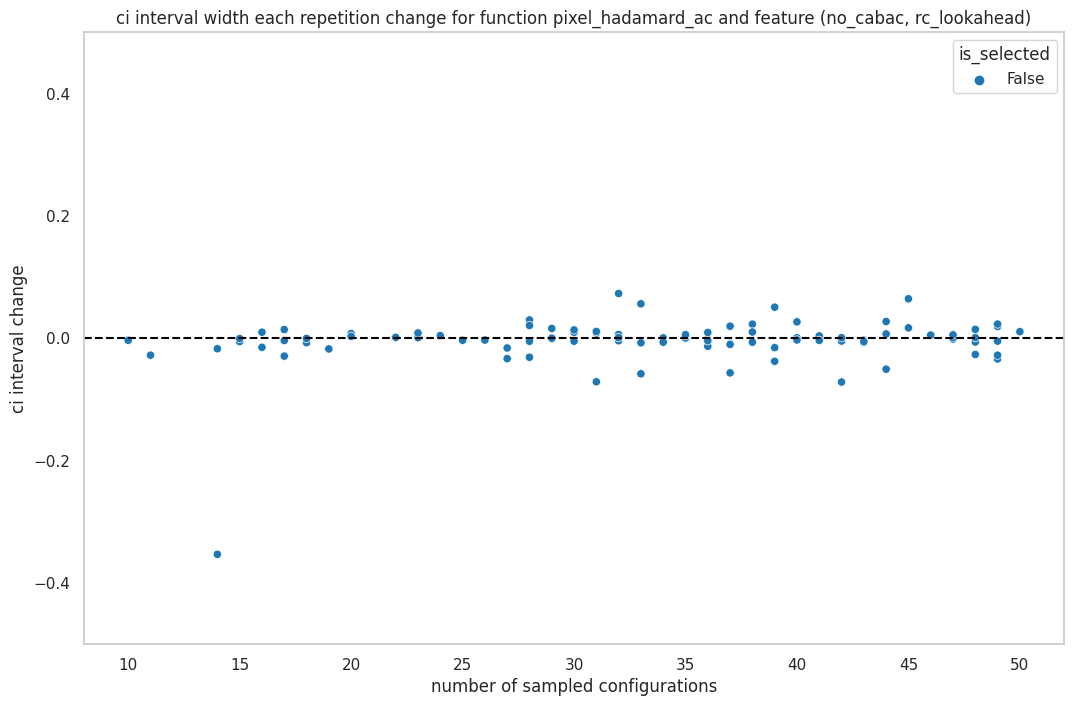 ci interval width each repetition change for function pixel_hadamard_ac and feature (no_cabac, rc_lookahead)
is_selected
False
ci interval change
0.4
0.2
0.0
−0.2
−0.4
10 15 20 25 30 35 40 45 50
number of sampled configurations